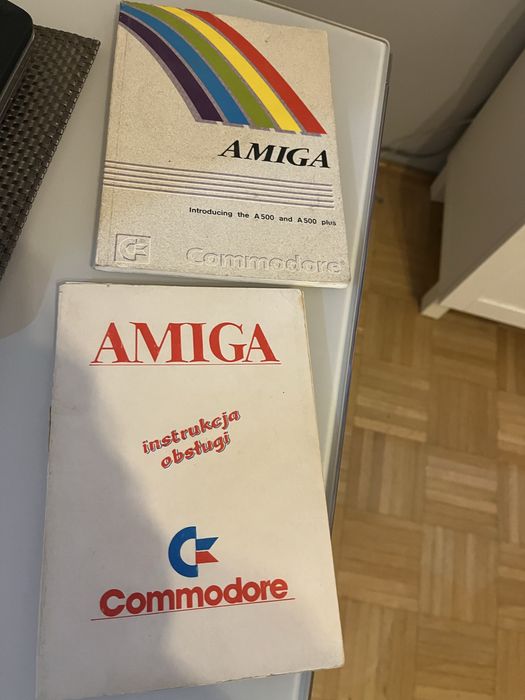 AMIGA
Introducing the A500 and A500 plus
Commodore
AMIGA
instrukcja
obsługi
Commodore